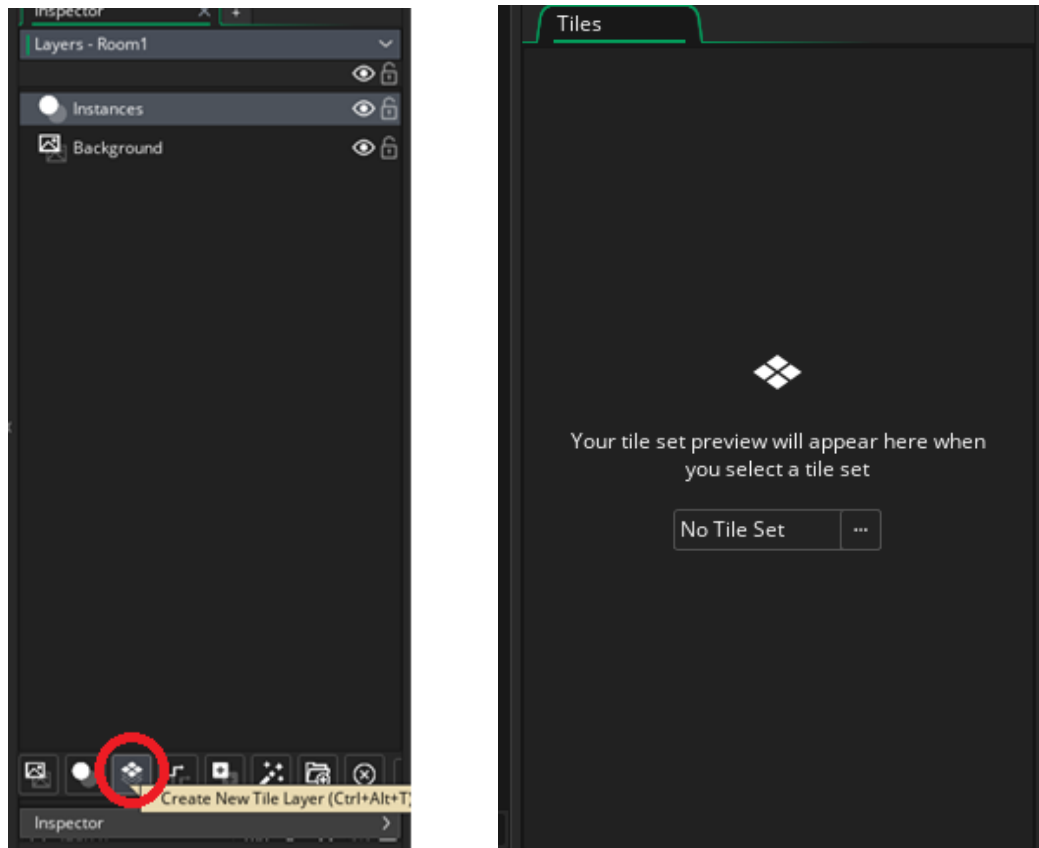 Inspector
Layers - Room1
Instances
Background
Create New Tile Layer (Ctrl+Alt+T)
Inspector
Tiles
Your tile set preview will appear here when
you select a tile set
No Tile Set
...